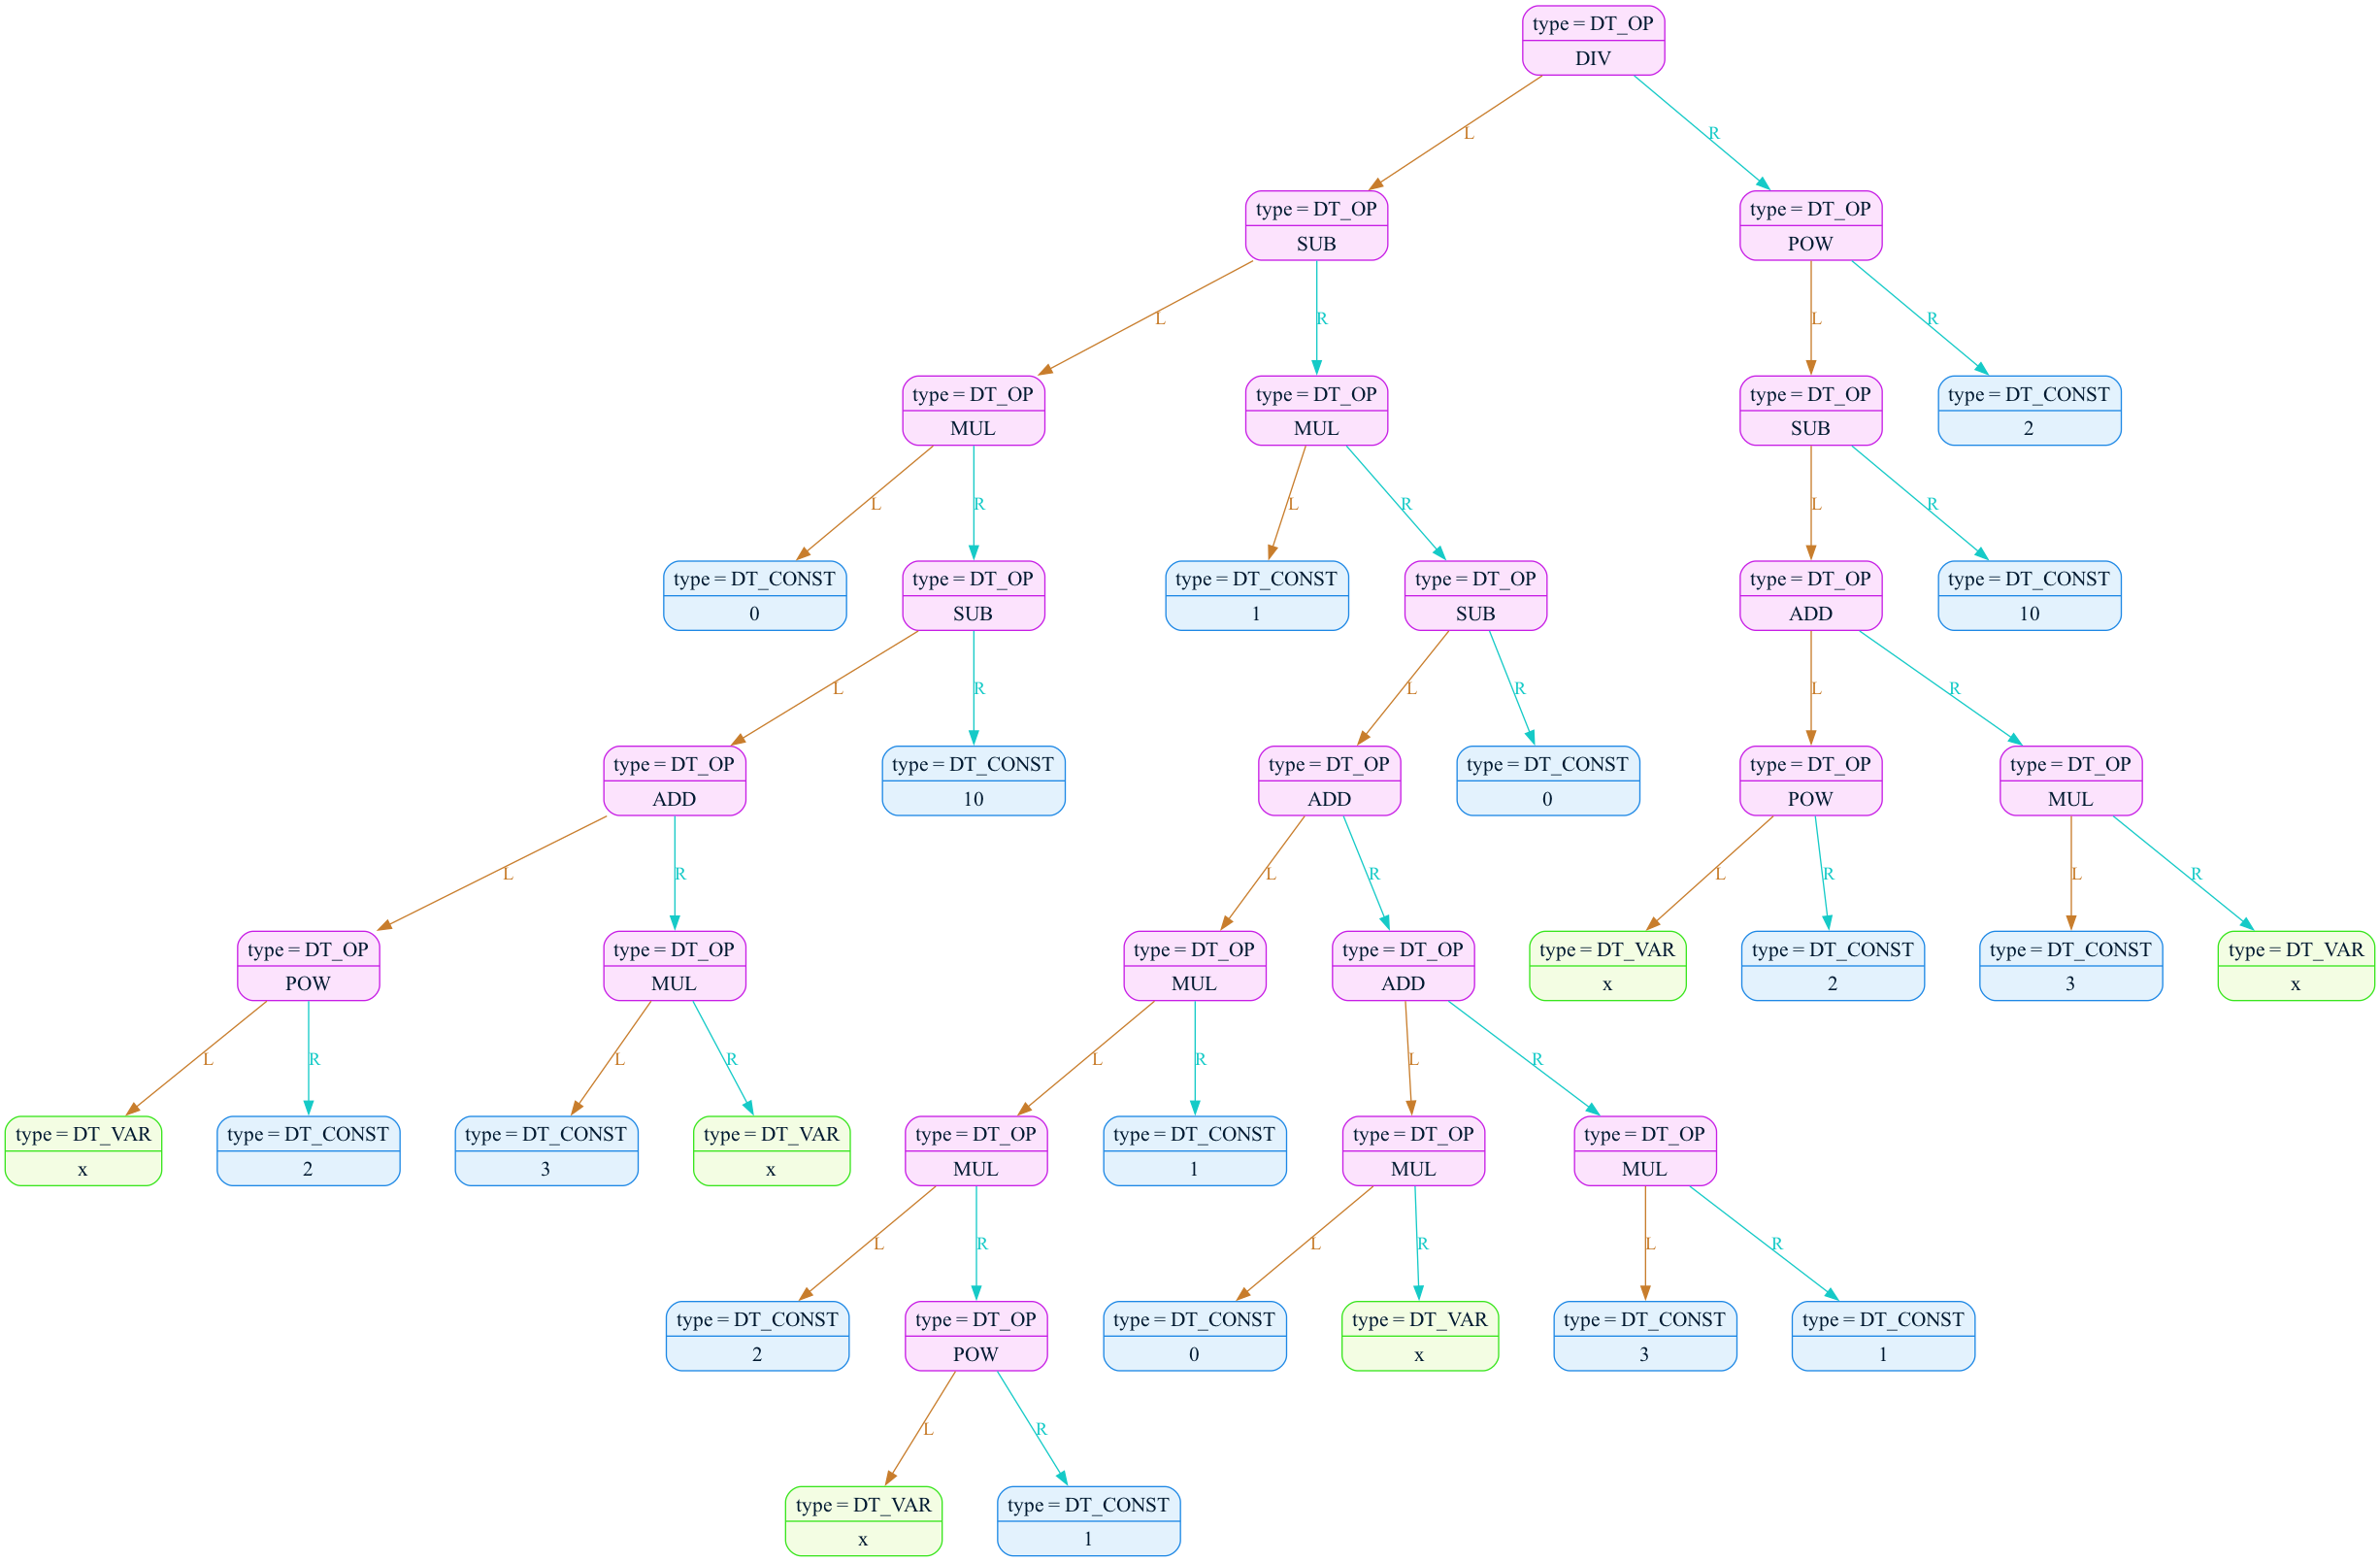 type = DT_OP
DIV
L
R
type = DT_OP
SUB
type = DT_OP
POW
L
R
L
R
type = DT_OP
MUL
type = DT_OP
MUL
type = DT_OP
SUB
type = DT_CONST
2
L
R
L
R
L
R
type = DT_CONST
0
type = DT_OP
SUB
type = DT_CONST
1
type = DT_OP
SUB
type = DT_OP
ADD
type = DT_CONST
10
L
R
L
R
L
R
type = DT_OP
ADD
type = DT_CONST
10
type = DT_OP
ADD
type = DT_CONST
0
type = DT_OP
POW
type = DT_OP
MUL
L
R
L
R
L
R
L
R
type = DT_OP
POW
type = DT_OP
MUL
type = DT_OP
MUL
type = DT_OP
ADD
type = DT_VAR
x
type = DT_CONST
2
type = DT_CONST
3
type = DT_VAR
x
L
R
L
R
L
R
L
R
type = DT_VAR
x
type = DT_CONST
2
type = DT_CONST
3
type = DT_VAR
x
type = DT_OP
MUL
type = DT_CONST
1
type = DT_OP
MUL
type = DT_OP
MUL
L
R
L
R
L
R
type = DT_CONST
2
type = DT_OP
POW
type = DT_CONST
0
type = DT_VAR
x
type = DT_CONST
3
type = DT_CONST
1
L
R
type = DT_VAR
x
type = DT_CONST
1